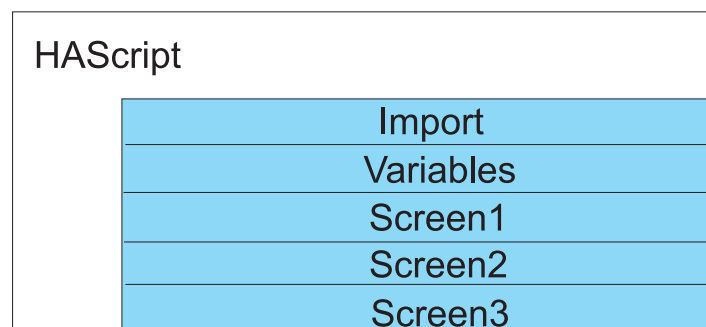 HAScript
Import
Variables
Screen1
Screen2
Screen3